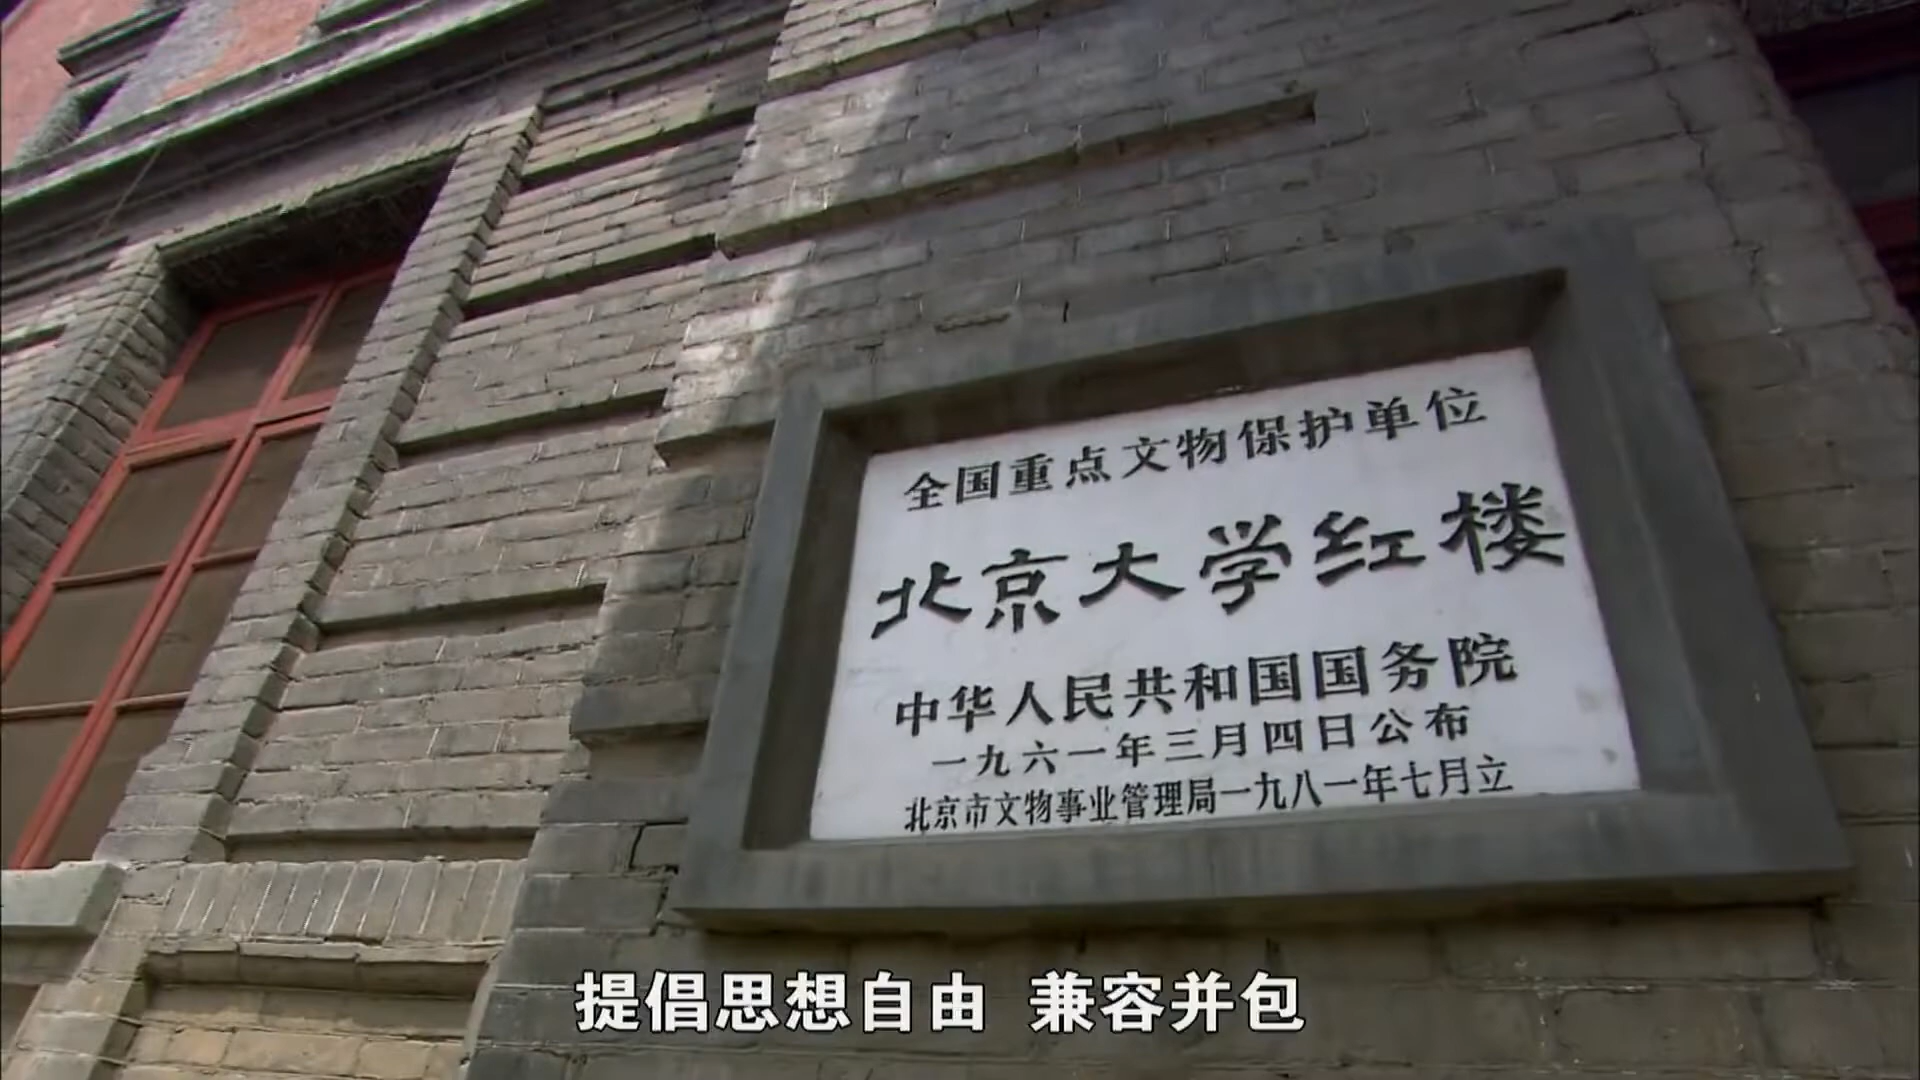 全国重点文物保护单位
北京大学红楼
中华人民共和国国务院
一九六一年三月四日公布
北京市文物事业管理局一九八一年七月立
提倡思想自由 兼容并包